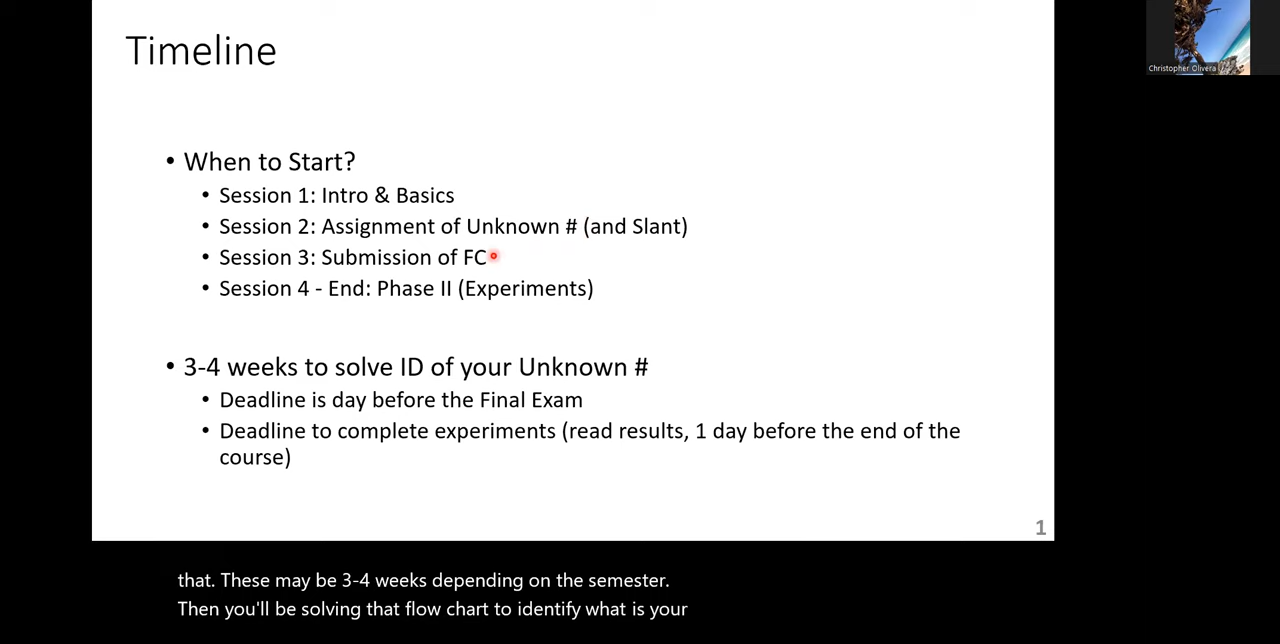 Timeline
Christopher Olivera
• When to Start?
• Session 1: Intro & Basics
• Session 2: Assignment of Unknown # (and Slant)
• Session 3: Submission of FC
• Session 4 - End: Phase II (Experiments)
• 3-4 weeks to solve ID of your Unknown #
• Deadline is day before the Final Exam
• Deadline to complete experiments (read results, 1 day before the end of the
course)
1
that. These may be 3-4 weeks depending on the semester.
Then you'll be solving that flow chart to identify what is your